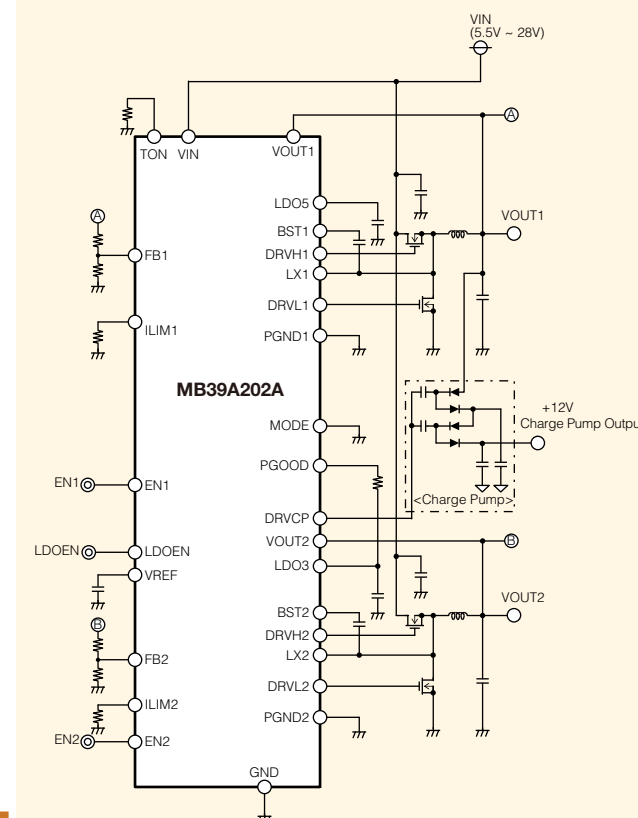 VIN
(5.5V ~ 28V)
A
TON
VIN
VOUT1
LDO5
A
BST1
VOUT1
DRVH1
FB1
LX1
DRVL1
ILIM1
PGND1
MB39A202A
+12V
Charge Pump Outpu
MODE
PGOOD
EN1
EN1
<Charge Pump>
DRVCP
VOUT2
B
LDOEN
LDOEN
LDO3
VREF
VOUT2
BST2
B
DRVH2
FB2
LX2
DRVL2
ILIM2
PGND2
EN2
EN2
GND